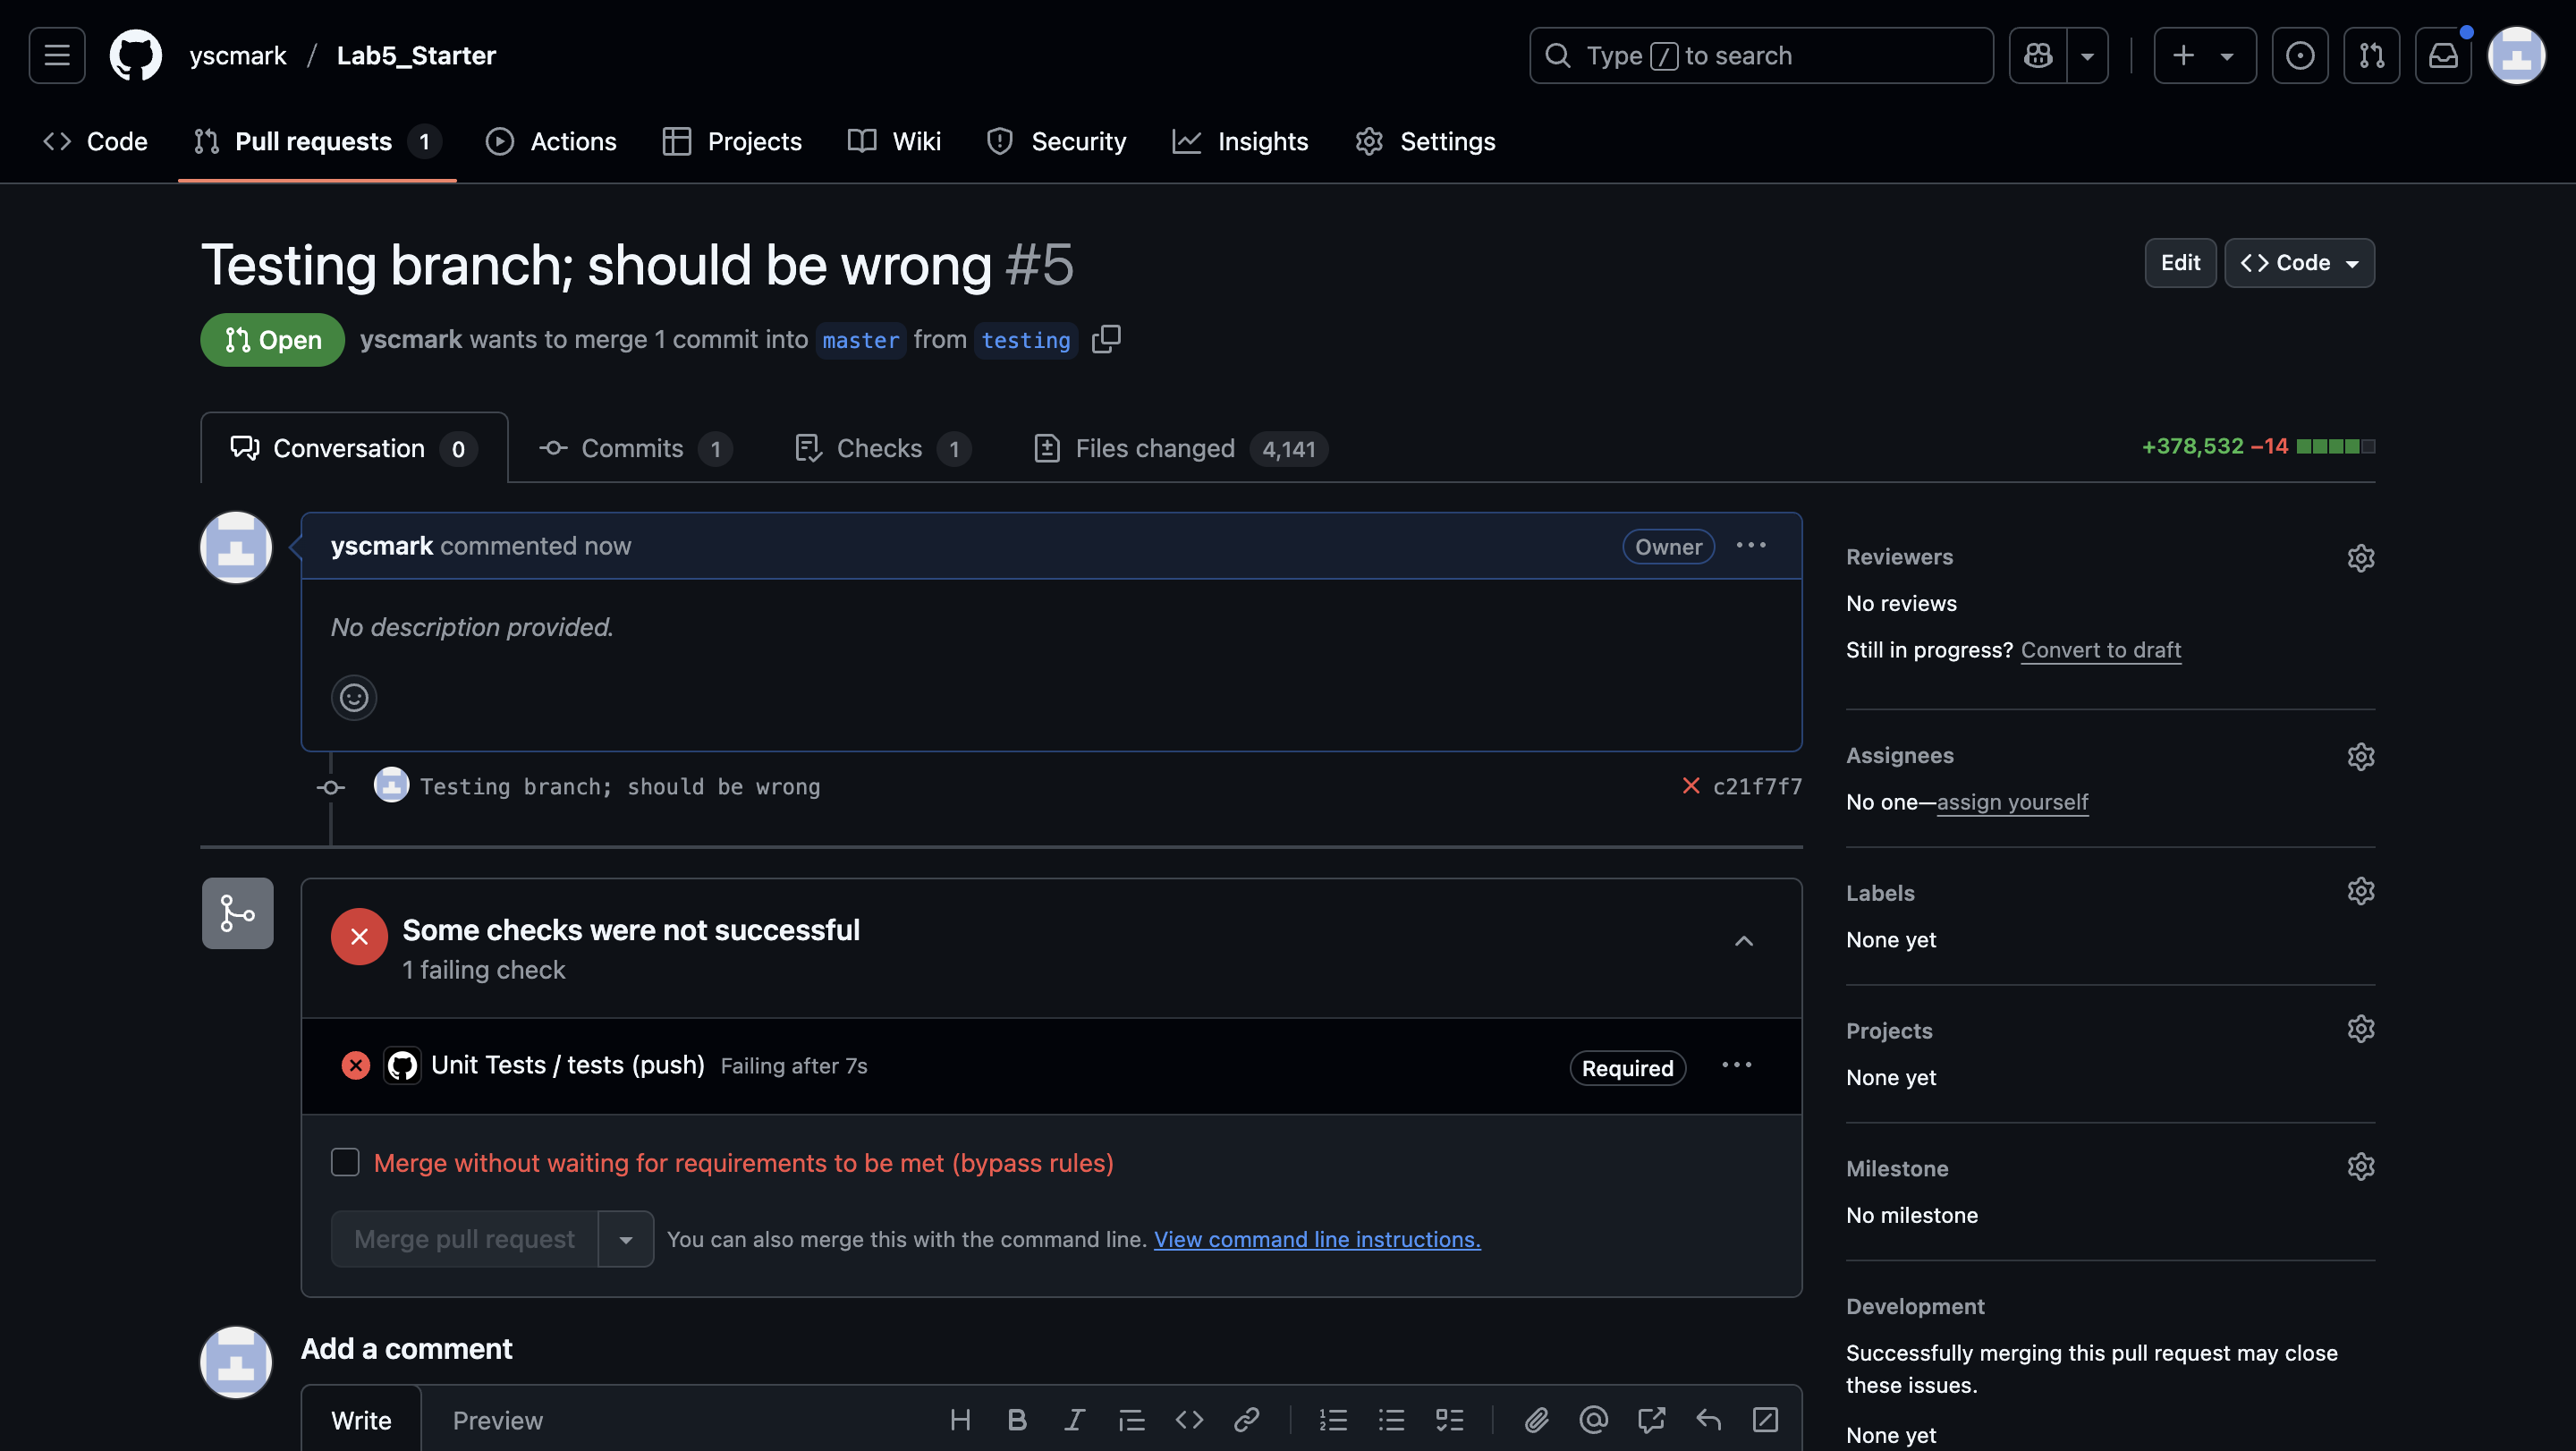 yscmark / Lab5_Starter
Type / to search
Code
Pull requests 1
Actions
Projects
Wiki
Security
Insights
Settings
Testing branch; should be wrong #5
Edit
Code
Open
yscmark wants to merge 1 commit into master from testing
Conversation 0
Commits 1
Checks 1
Files changed 4,141
+378,532 −14
yscmark commented now
Owner
No description provided.
Testing branch; should be wrong
c21f7f7
Some checks were not successful
1 failing check
Unit Tests / tests (push) Failing after 7s
Required
Merge without waiting for requirements to be met (bypass rules)
Merge pull request
You can also merge this with the command line. View command line instructions.
Add a comment
Write
Preview
Reviewers
No reviews
Still in progress? Convert to draft
Assignees
No one—assign yourself
Labels
None yet
Projects
None yet
Milestone
No milestone
Development
Successfully merging this pull request may close
these issues.
None yet